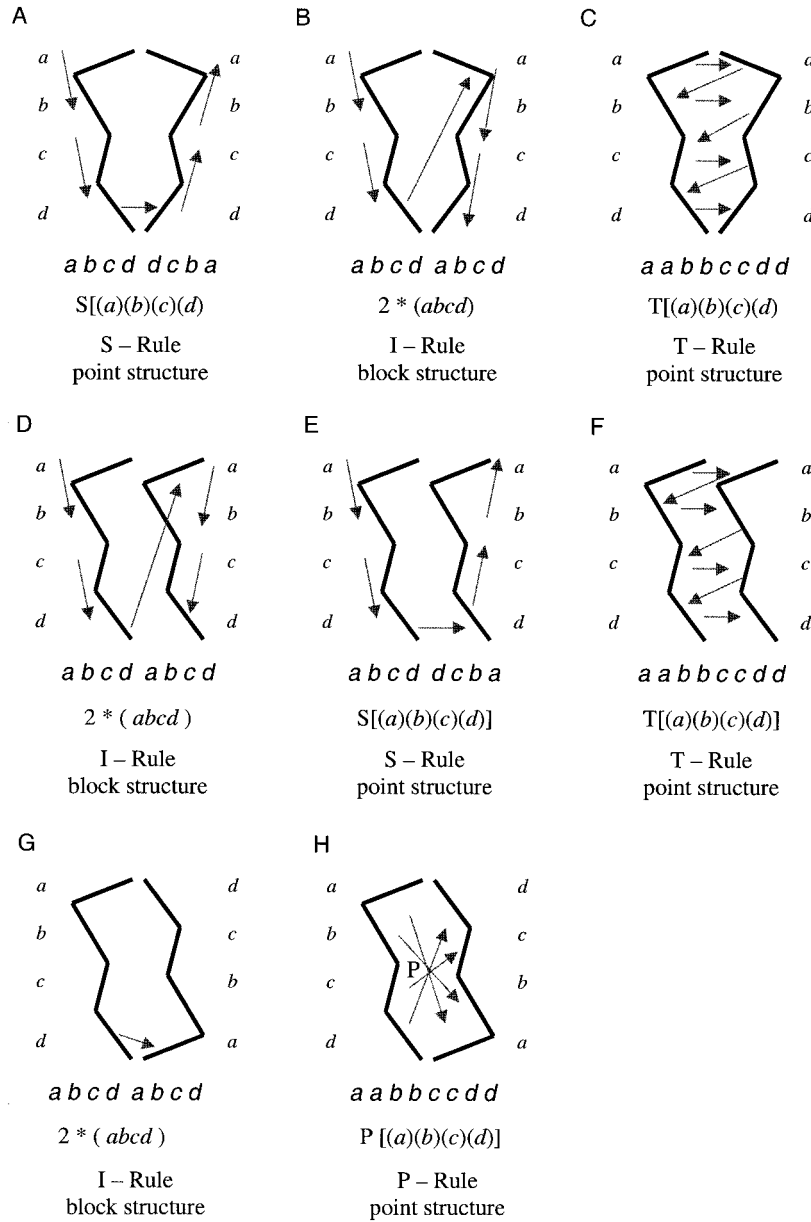 A
B
C
a a
b b
c c
d d
a a
b b
c c
d d
a
b
c
d
a b c d d c b a
a b c d a b c d
a a b b c c d d
S[(a)(b)(c)(d)
2 * (abcd)
T[(a)(b)(c)(d)
S – Rule
point structure
I – Rule
block structure
T – Rule
point structure
D
E
F
a a
b b
c c
d d
a
b
c
d
a
b
c
d
a b c d a b c d
a b c d d c b a
a a b b c c d d
2 * ( abcd )
S[(a)(b)(c)(d)]
T[(a)(b)(c)(d)]
I – Rule
block structure
S – Rule
point structure
T – Rule
point structure
G
H
a d
b c
c b
d a
a d
b c
P
c b
d a
a b c d a b c d
a a b b c c d d
2 * ( abcd )
P [(a)(b)(c)(d)]
I – Rule
block structure
P – Rule
point structure